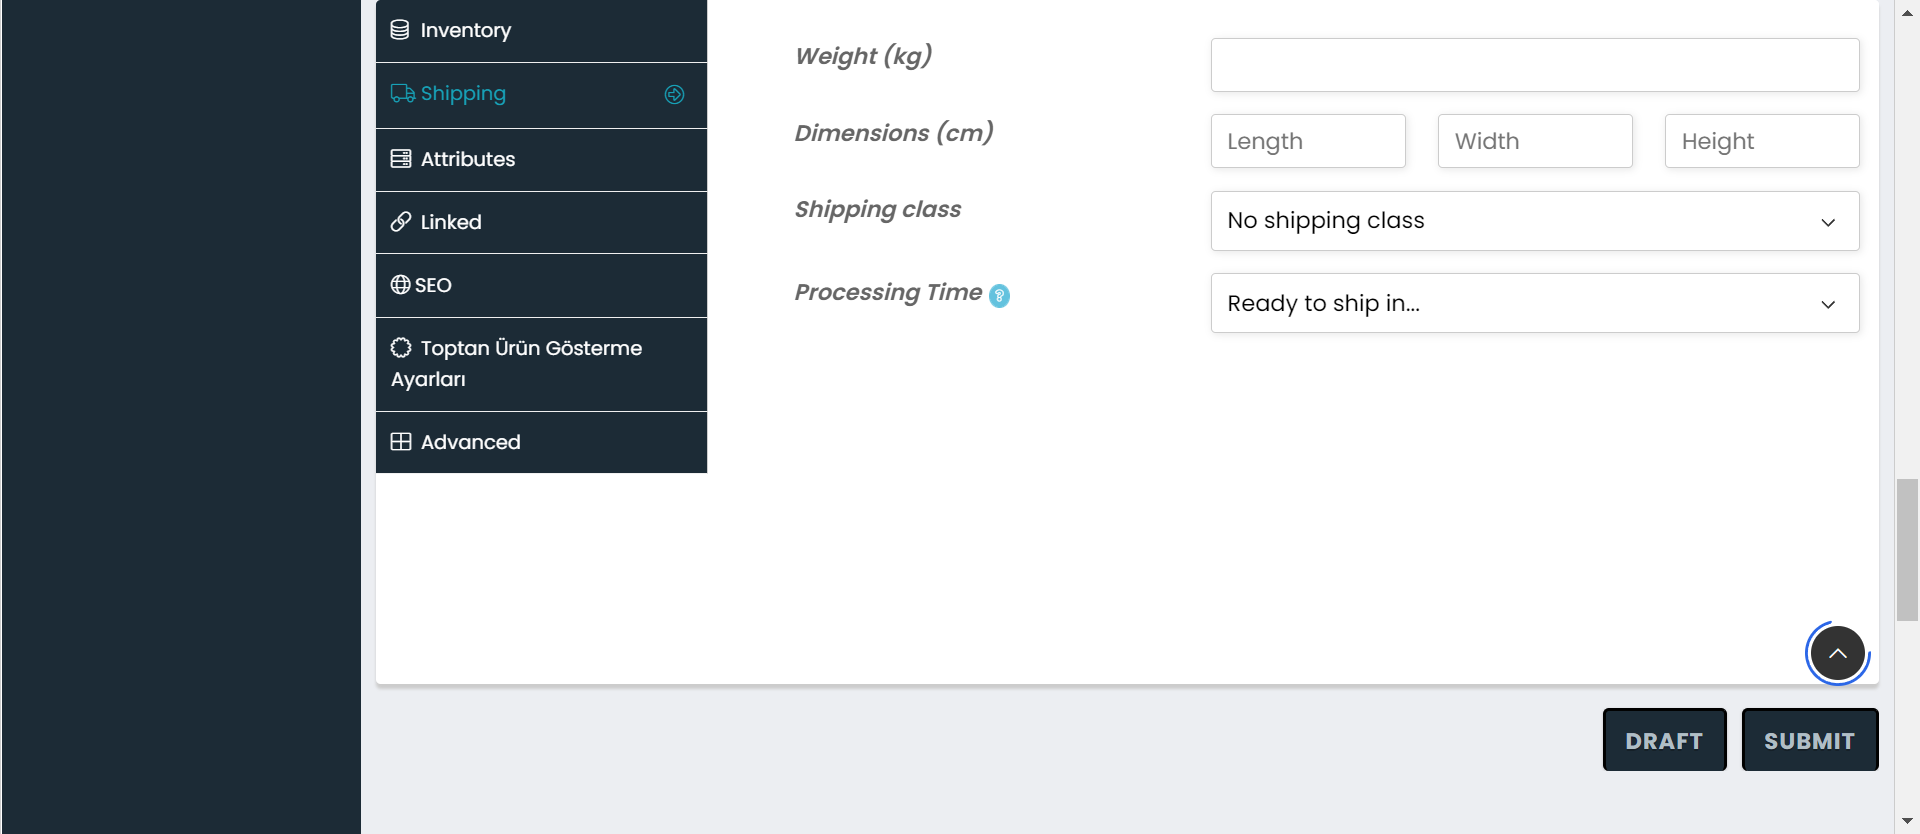 Inventory
Shipping
Attributes
Linked
SEO
Toptan Ürün Gösterme
Ayarları
Advanced
Weight (kg)
Dimensions (cm)
Length Width Height
Shipping class
No shipping class
Processing Time ?
Ready to ship in...
DRAFT SUBMIT